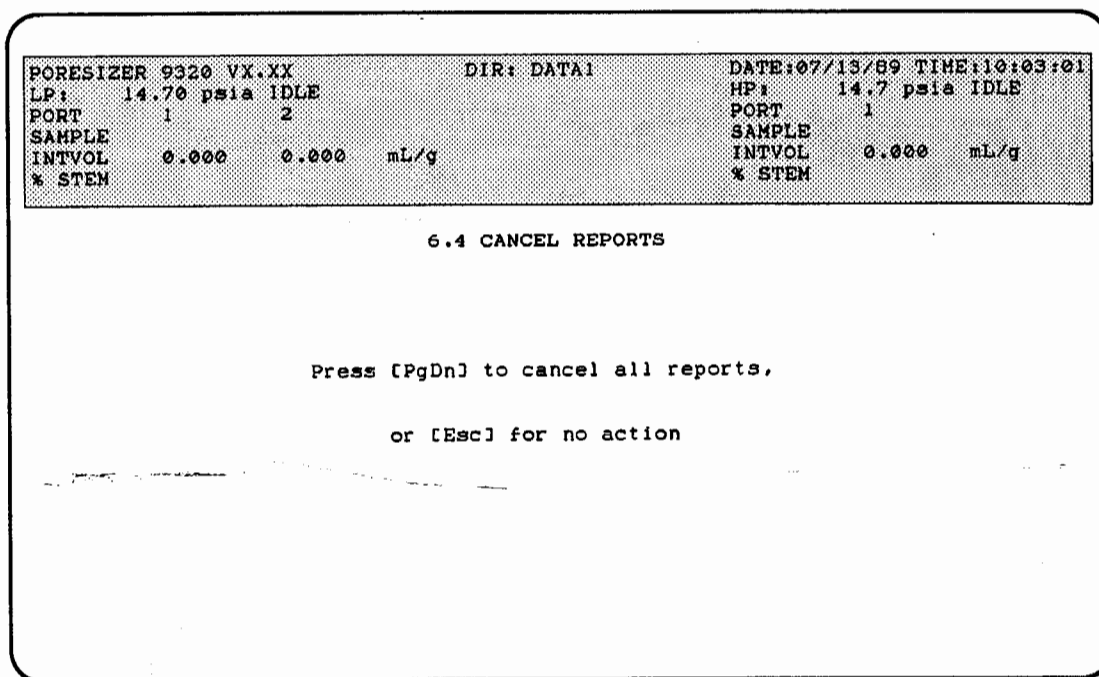 PORESIZER 9320 VX.XX DIR: DATA1 DATE:07/13/89 TIME:10:03:01
LP: 14.70 psia IDLE HP: 14.7 psia IDLE
PORT 1 2 PORT 1
SAMPLE SAMPLE
INTVOL 0.000 0.000 mL/g INTVOL 0.000 mL/g
% STEM % STEM
6.4 CANCEL REPORTS
Press [PgDn] to cancel all reports,
or [Esc] for no action